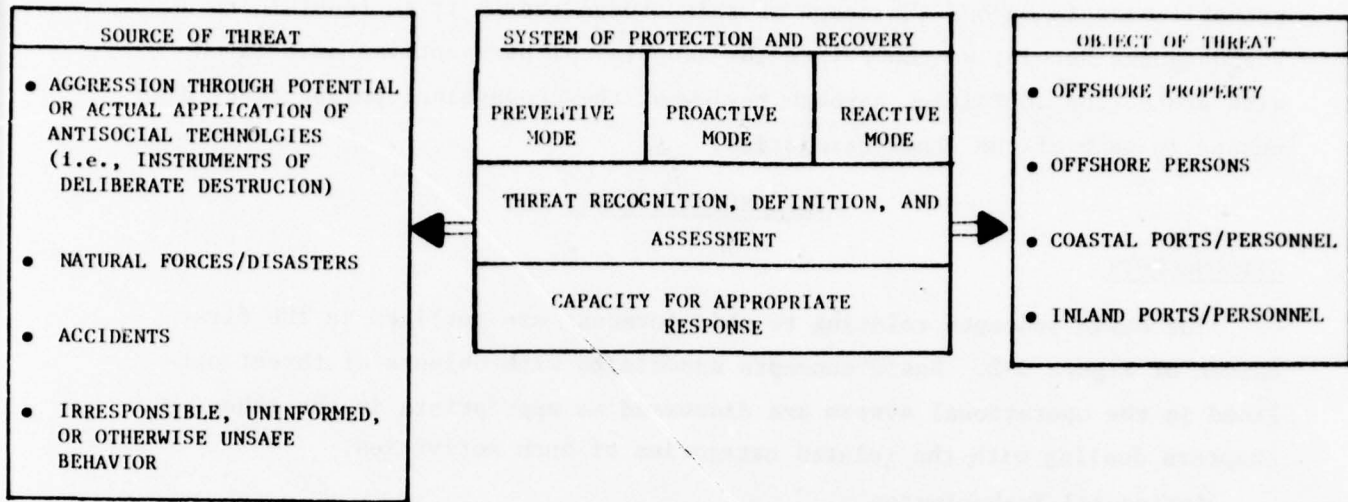 SOURCE OF THREAT
• AGGRESSION THROUGH POTENTIAL
OR ACTUAL APPLICATION OF
ANTISOCIAL TECHNOLGIES
(i.e., INSTRUMENTS OF
DELIBERATE DESTRUCION)
• NATURAL FORCES/DISASTERS
• ACCIDENTS
• IRRESPONSIBLE, UNINFORMED,
OR OTHERWISE UNSAFE
BEHAVIOR
SYSTEM OF PROTECTION AND RECOVERY
PREVENTIVE
MODE
PROACTIVE
MODE
REACTIVE
MODE
THREAT RECOGNITION, DEFINITION, AND
ASSESSMENT
CAPACITY FOR APPROPRIATE
RESPONSE
OBJECT OF THREAT
• OFFSHORE PROPERTY
• OFFSHORE PERSONS
• COASTAL PORTS/PERSONNEL
• INLAND PORTS/PERSONNEL